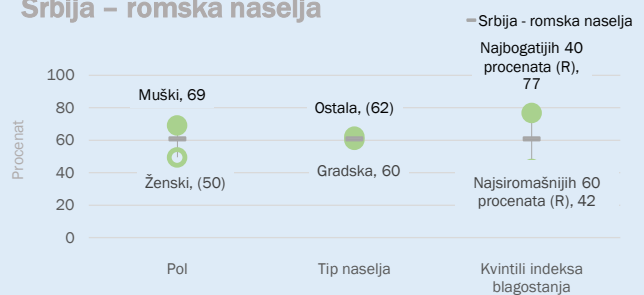 Srbija – romska naselja
Srbija - romska naselja
Najbogatijih 40
procenata (R),
77
100
80
60
40
20
0
Procenat
Muški, 69
Ženski, (50)
Ostala, (62)
Gradska, 60
Najsiromašnijih 60
procenata (R), 42
Pol
Tip naselja
Kvintili indeksa
blagostanja